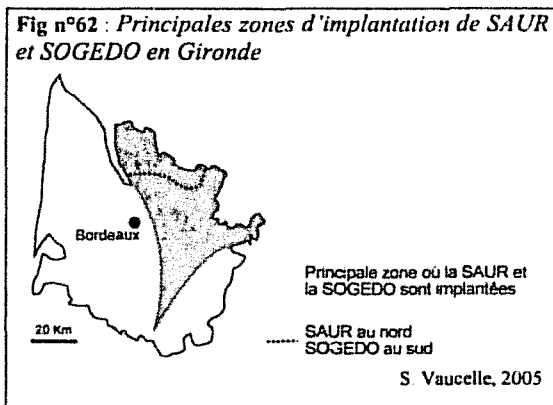 Fig n°62 : Principales zones d'implantation de SAUR
et SOGEDO en Gironde
Bordeaux
20 Km
Principale zone où la SAUR et
la SOGEDO sont implantées
SAUR au nord
SOGEDO au sud
S. Vaucelle, 2005